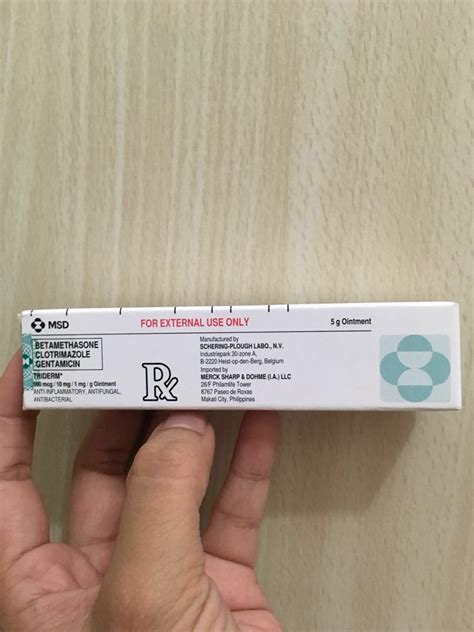 MSD
FOR EXTERNAL USE ONLY
5 g Ointment
BETAMETHASONE
CLOTRIMAZOLE
GENTAMICIN
TRIDERM®
500 mcg / 10 mg / 1 mg / g Ointment
ANTI-INFLAMMATORY, ANTIFUNGAL,
ANTIBACTERIAL
Rx
Manufactured by
SCHERING-PLOUGH LABO., N.V.
Industriepark 30-zone A,
B-2220 Heist-op-den-Berg, Belgium
Imported by
MERCK SHARP & DOHME (I.A.) LLC
26/F Philamlife Tower
8767 Paseo de Roxas
Makati City, Philippines